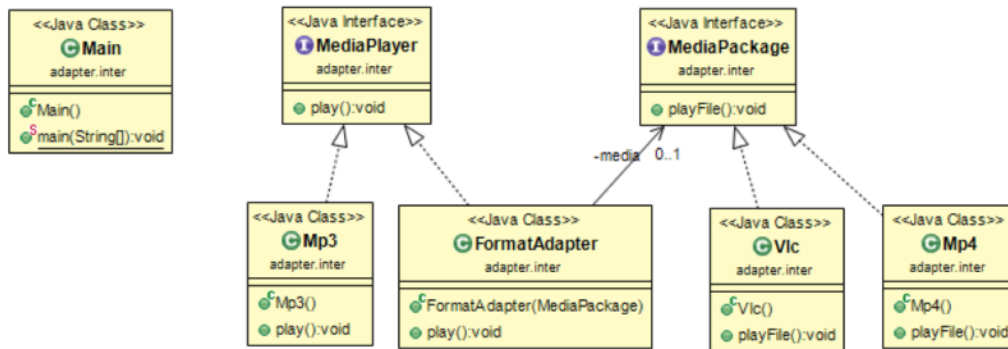 <<Java Class>>
Main
adapter.inter
Main()
main(String[]):void
<<Java Interface>>
MediaPlayer
adapter.inter
play():void
<<Java Interface>>
MediaPackage
adapter.inter
playFile():void
-media 0..1
<<Java Class>>
Mp3
adapter.inter
Mp3()
play():void
<<Java Class>>
FormatAdapter
adapter.inter
FormatAdapter(MediaPackage)
play():void
<<Java Class>>
Vlc
adapter.inter
Vlc()
playFile():void
<<Java Class>>
Mp4
adapter.inter
Mp4()
playFile():void